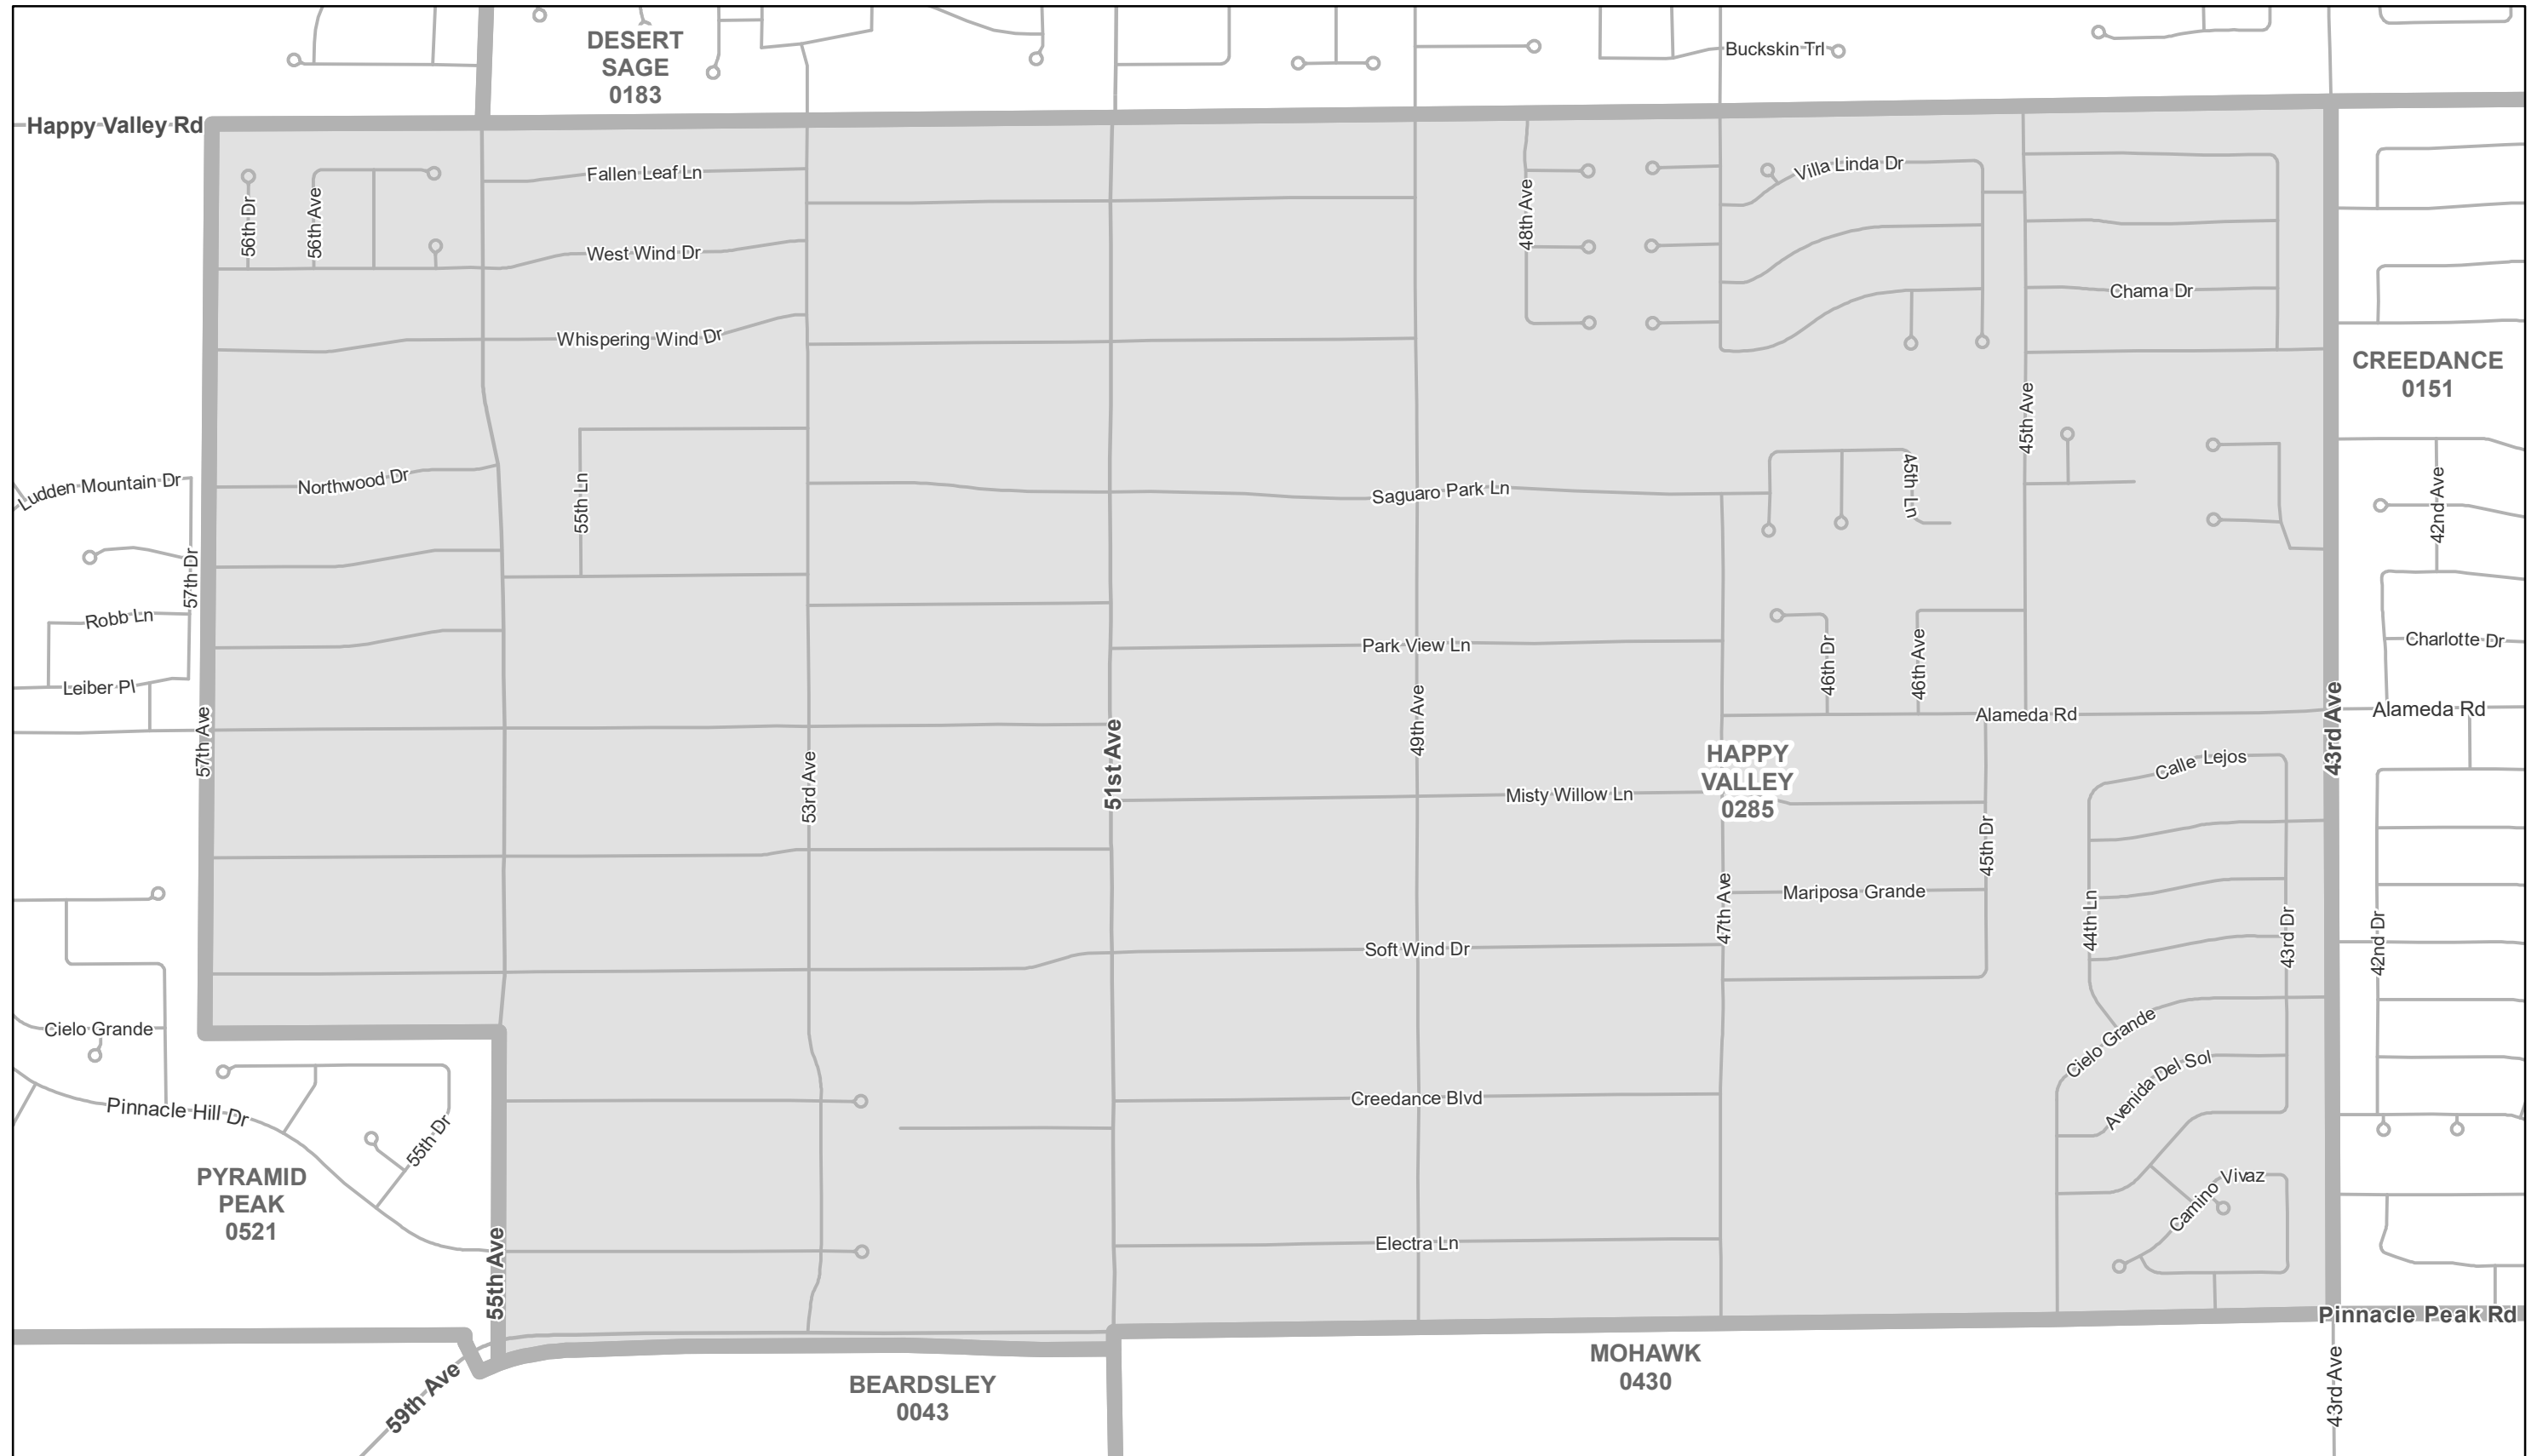 DESERT
SAGE
0183
Buckskin Trl
Happy Valley Rd
Fallen Leaf Ln
Villa Linda Dr
56th Dr
56th Ave
48th Ave
West Wind Dr
Chama Dr
Whispering Wind Dr
CREEDANCE
0151
45th Ave
Northwood Dr
Ludden Mountain Dr
55th Ln
Saguaro Park Ln
45th Ln
42nd Ave
57th Dr
Robb Ln
Park View Ln
46th Dr
46th Ave
Charlotte Dr
Leiber Pl
Alameda Rd
Alameda Rd
57th Ave
53rd Ave
51st Ave
49th Ave
43rd Ave
HAPPY
VALLEY
0285
Calle Lejos
Misty Willow Ln
45th Dr
Mariposa Grande
47th Ave
44th Ln
43rd Dr
42nd Dr
Soft Wind Dr
Cielo Grande
Cielo Grande
Avenida Del Sol
Creedance Blvd
Pinnacle Hill Dr
55th Dr
PYRAMID
PEAK
0521
Camino Vivaz
Electra Ln
55th Ave
Pinnacle Peak Rd
MOHAWK
0430
BEARDSLEY
0043
59th Ave
43rd Ave